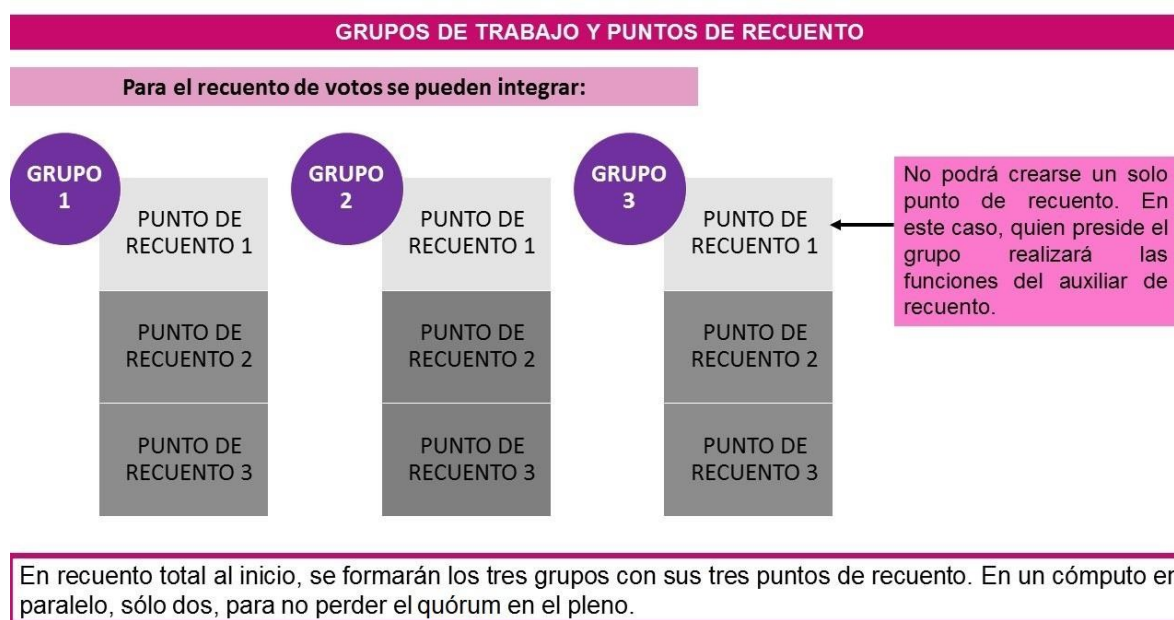 GRUPOS DE TRABAJO Y PUNTOS DE RECUENTO
Para el recuento de votos se pueden integrar:
GRUPO
1
PUNTO DE
RECUENTO 1
PUNTO DE
RECUENTO 2
PUNTO DE
RECUENTO 3
GRUPO
2
PUNTO DE
RECUENTO 1
PUNTO DE
RECUENTO 2
PUNTO DE
RECUENTO 3
GRUPO
3
PUNTO DE
RECUENTO 1
PUNTO DE
RECUENTO 2
PUNTO DE
RECUENTO 3
No podrá crearse un solo
punto de recuento. En
este caso, quien preside el
grupo realizará las
funciones del auxiliar de
recuento.
En recuento total al inicio, se formarán los tres grupos con sus tres puntos de recuento. En un cómputo en
paralelo, sólo dos, para no perder el quórum en el pleno.